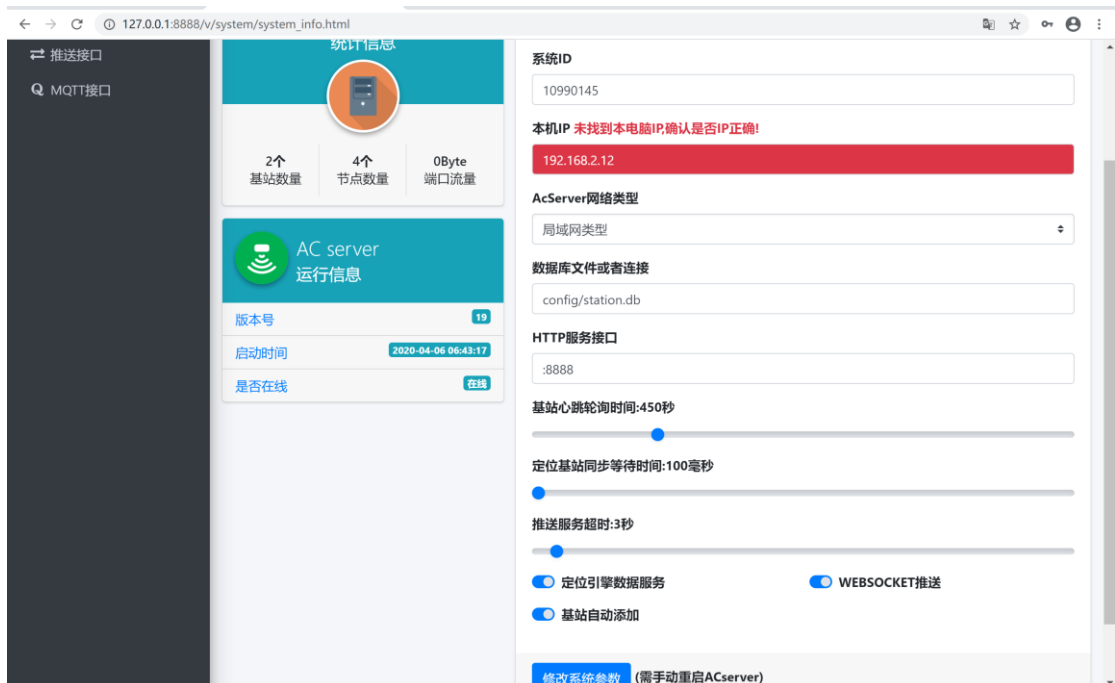 127.0.0.1:8888/v/system/system_info.html
推送接口
MQTT接口
统计信息
2个
基站数量
4个
节点数量
0Byte
端口流量
AC server
运行信息
版本号 19
启动时间 2020-04-06 06:43:17
是否在线 在线
系统ID
10990145
本机IP 未找到本电脑IP,确认是否IP正确!
192.168.2.12
AcServer网络类型
局域网类型
数据库文件或者连接
config/station.db
HTTP服务接口
:8888
基站心跳轮询时间:450秒
定位基站同步等待时间:100毫秒
推送服务超时:3秒
定位引擎数据服务 WEBSOCKET推送
基站自动添加
修改系统参数 (需手动重启ACserver)